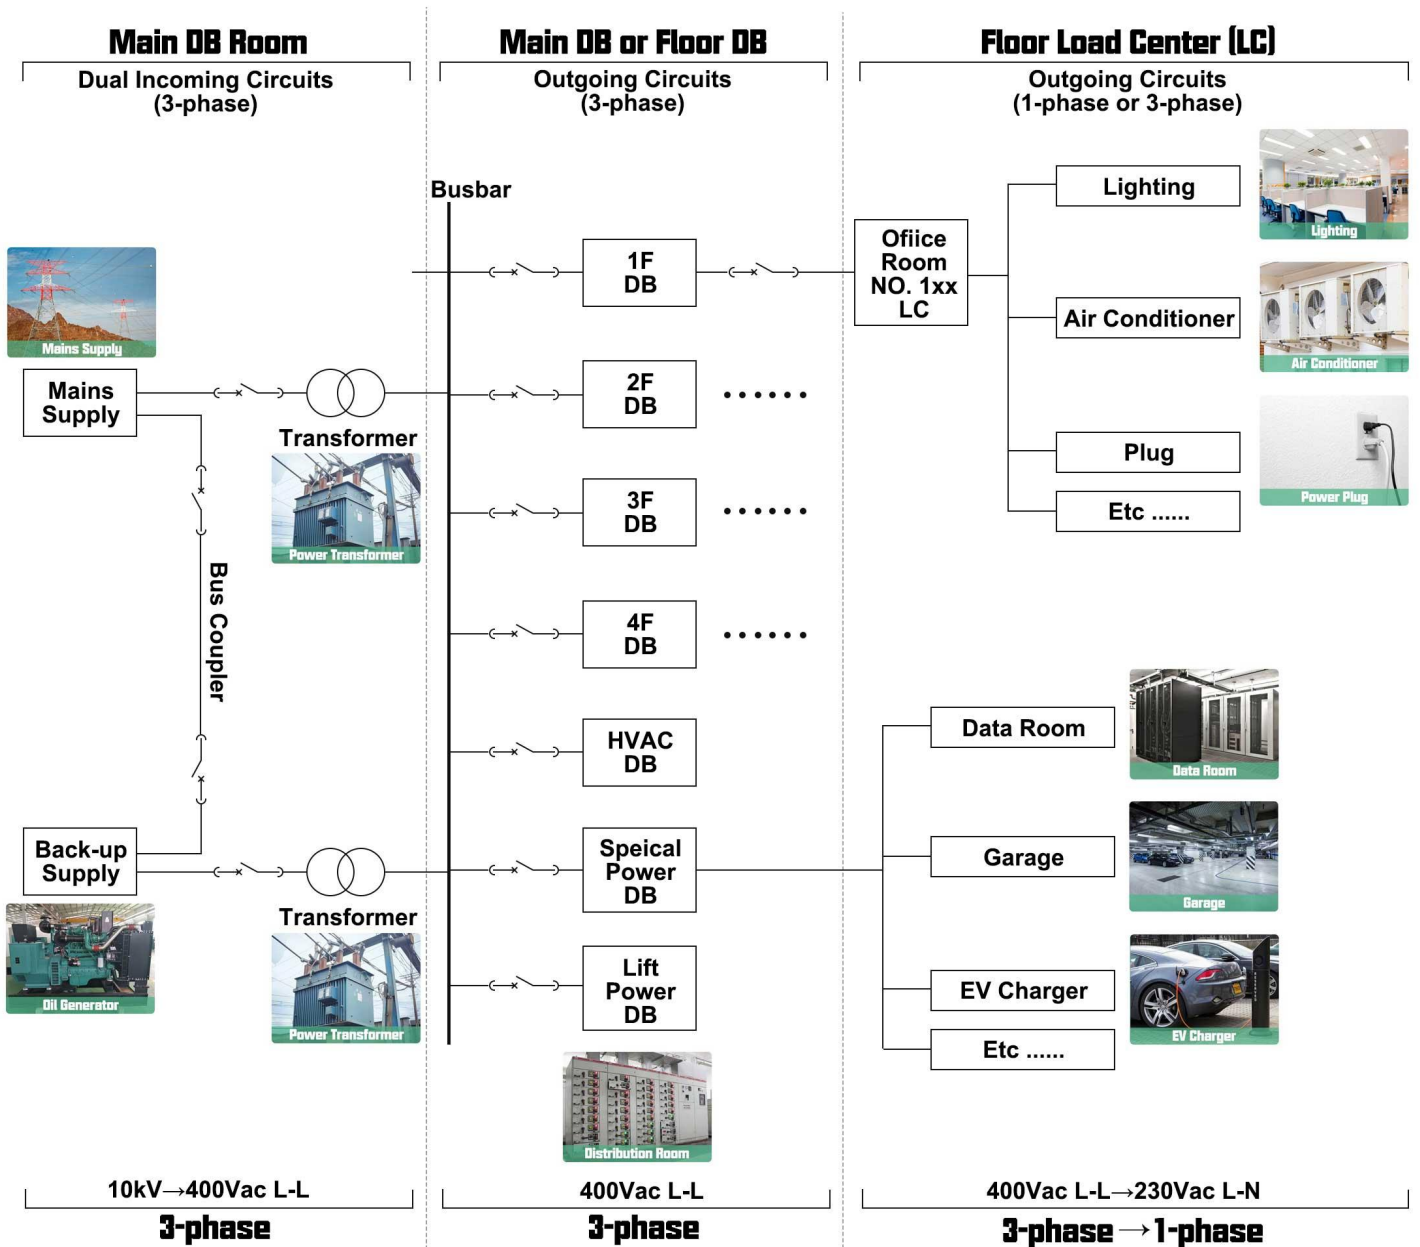 Main DB Room
Dual Incoming Circuits
(3-phase)
Main DB or Floor DB
Outgoing Circuits
(3-phase)
Floor Load Center (LC)
Outgoing Circuits
(1-phase or 3-phase)
Mains Supply
Mains
Supply
Transformer
Power Transformer
Bus Coupler
Back-up
Supply
Oil Generator
Transformer
Power Transformer
Busbar
1F
DB
2F
DB
......
3F
DB
......
4F
DB
......
HVAC
DB
Speical
Power
DB
Lift
Power
DB
Distribution Room
Ofiice
Room
NO. 1xx
LC
Lighting
Lighting
Air Conditioner
Air Conditioner
Plug
Power Plug
Etc ......
Data Room
Data Room
Garage
Garage
EV Charger
EV Charger
Etc ......
10kV→400Vac L-L
3-phase
400Vac L-L
3-phase
400Vac L-L→230Vac L-N
3-phase→1-phase